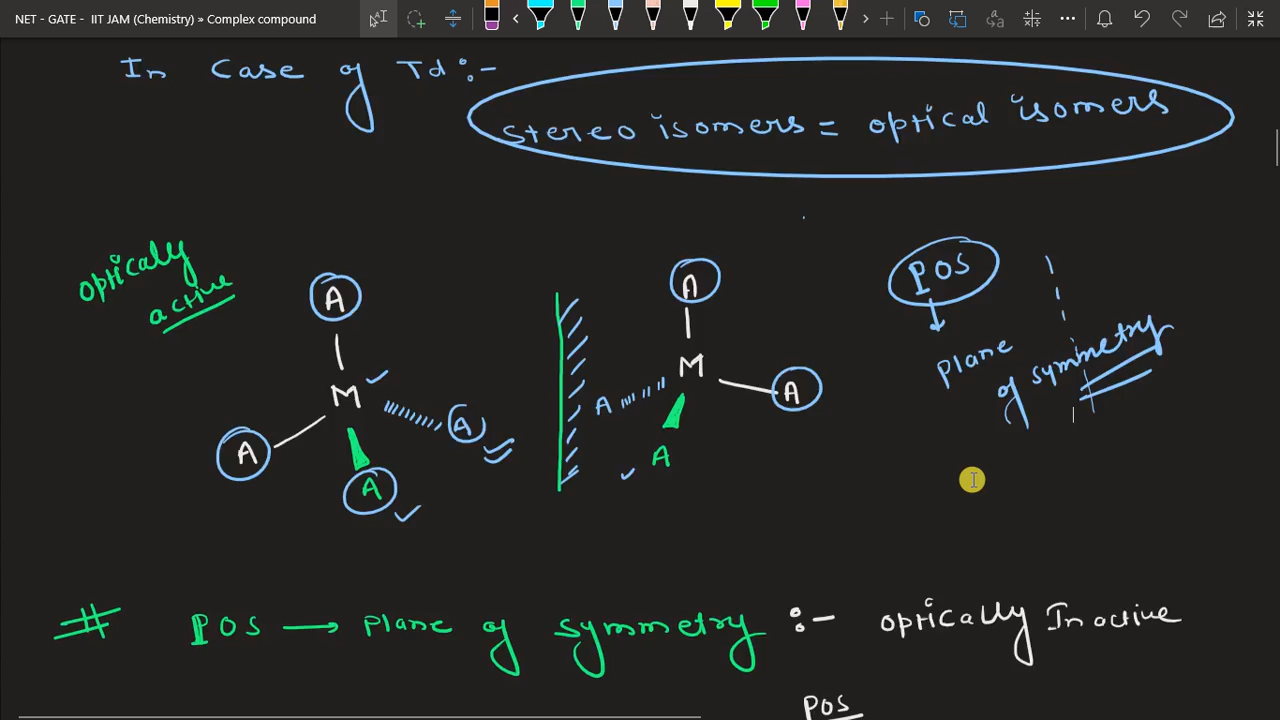 NET - GATE - IIT JAM (Chemistry) » Complex compound
In Case of Td :-
stereo isomers = optical isomers
optically
active
A
M
A
A
A
A
M
A
A
A
POS
plane
of symmetry
# POS → plane of symmetry :- optically Inactive
POS